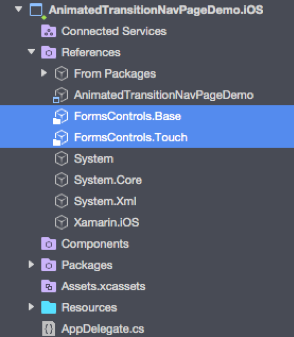 AnimatedTransitionNavPageDemo.iOS
Connected Services
References
From Packages
AnimatedTransitionNavPageDemo
FormsControls.Base
FormsControls.Touch
System
System.Core
System.Xml
Xamarin.iOS
Components
Packages
Assets.xcassets
Resources
AppDelegate.cs